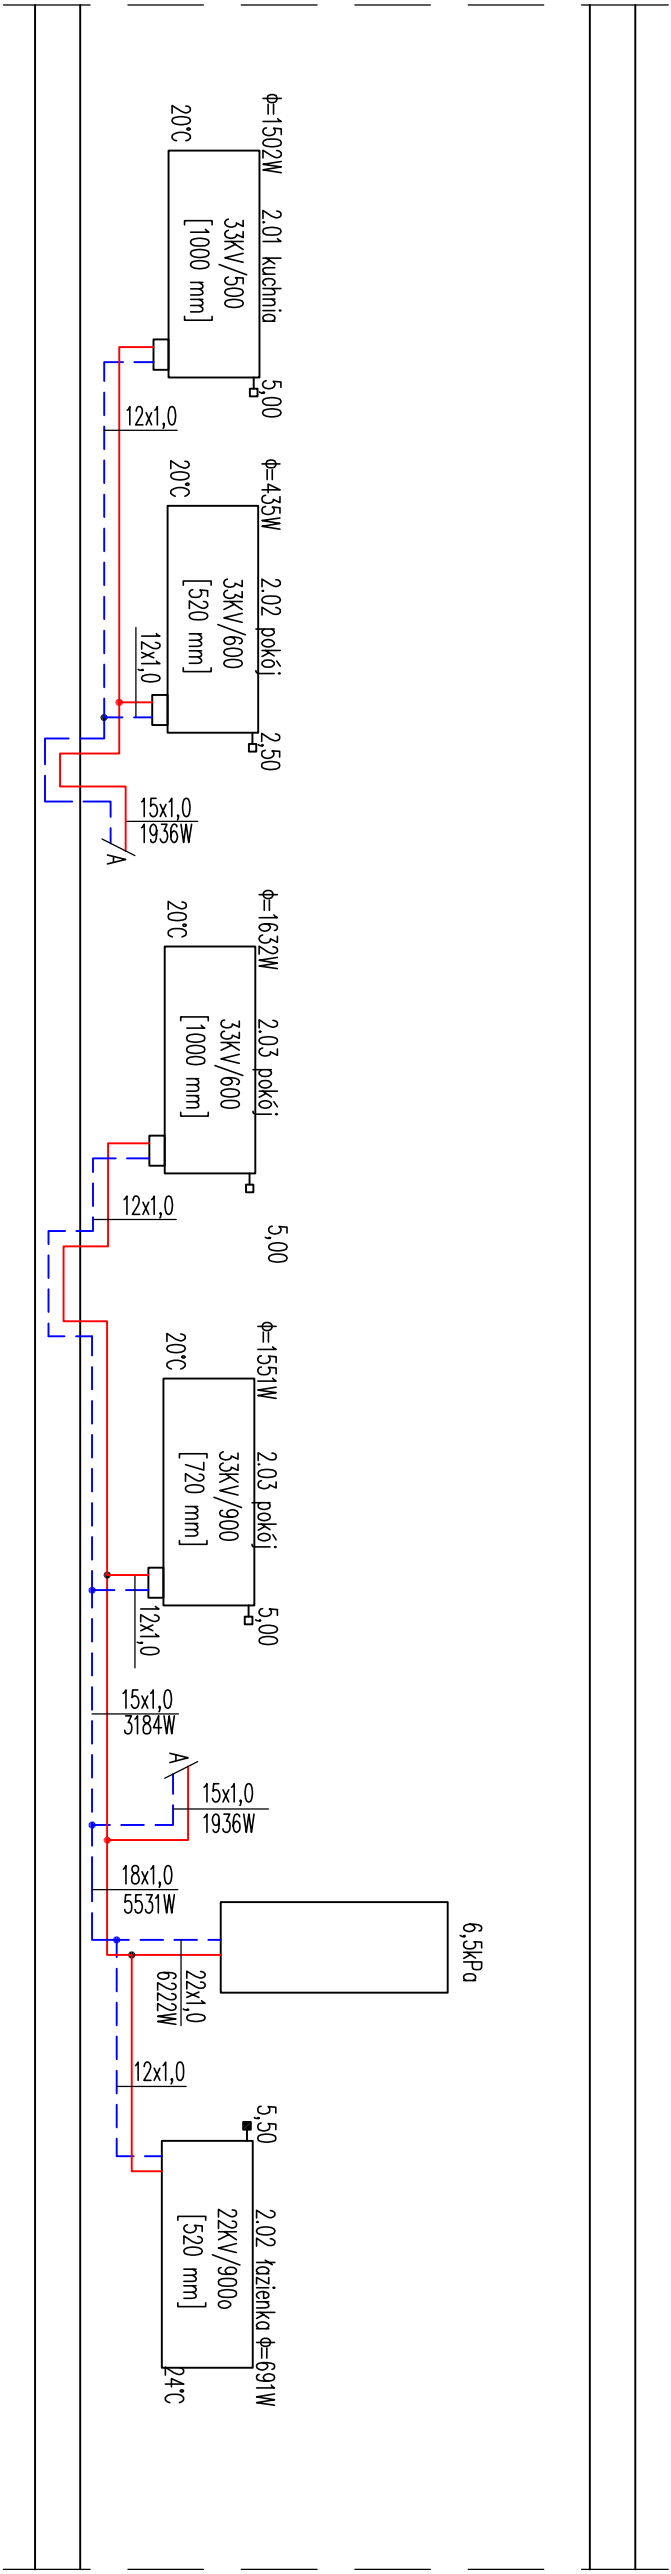 φ=1502W 2.01 kuchnia
20°C
33KV/500
[1000 mm]
5,00
12x1,0
φ=435W 2.02 pokój
20°C
33KV/600
[520 mm]
2,50
12x1,0
15x1,0
1936W
A
φ=1632W 2.03 pokój
20°C
33KV/600
[1000 mm]
5,00
12x1,0
φ=1551W 2.03 pokój
20°C
33KV/900
[720 mm]
5,00
12x1,0
15x1,0
3184W
A
15x1,0
1936W
18x1,0
5531W
6,5kPa
22x1,0
6222W
12x1,0
5,50
2.02 łazienka φ=691W
22KV/900o
[520 mm]
24°C